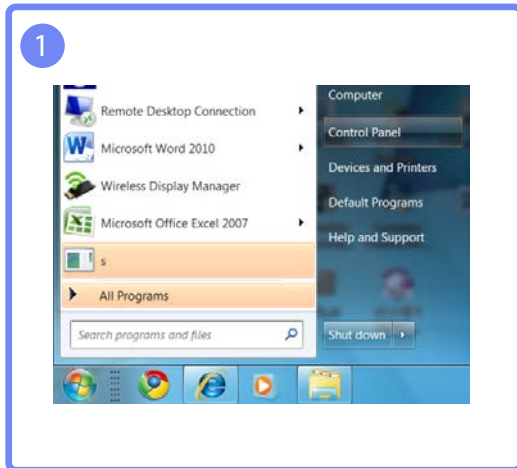 1
Remote Desktop Connection
Microsoft Word 2010
Wireless Display Manager
Microsoft Office Excel 2007
s
All Programs
Search programs and files
Computer
Control Panel
Devices and Printers
Default Programs
Help and Support
Shut down